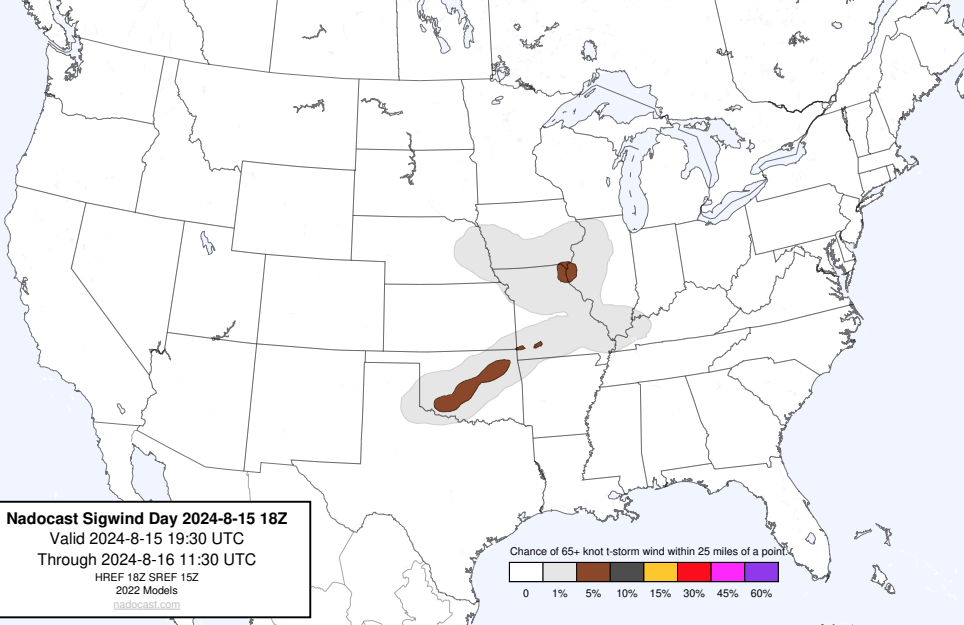 Nadocast Sigwind Day 2024-8-15 18Z
Valid 2024-8-15 19:30 UTC
Through 2024-8-16 11:30 UTC
HREF 18Z SREF 15Z
2022 Models
nadocast.com
Chance of 65+ knot t-storm wind within 25 miles of a point.
0 1% 5% 10% 15% 30% 45% 60%